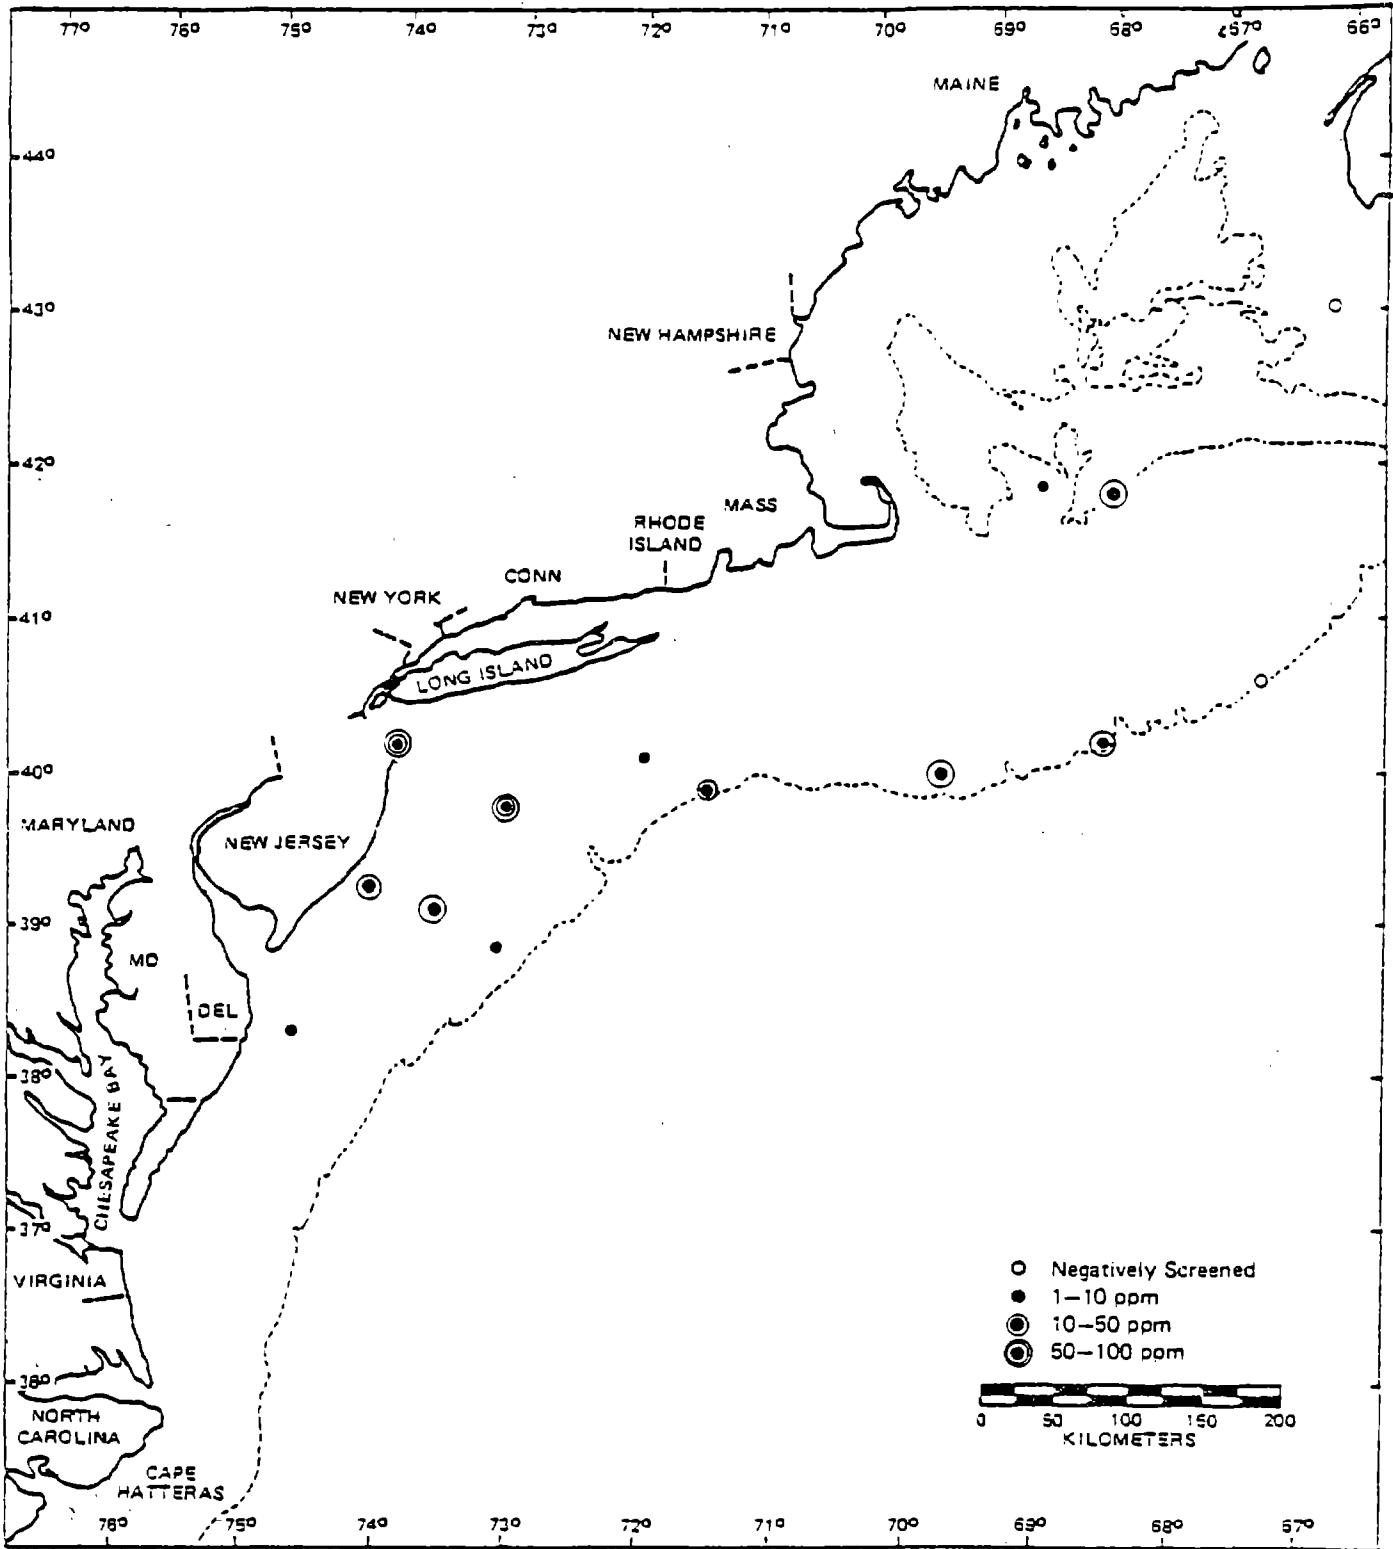 77° 76° 75° 74° 73° 72° 71° 70° 69° 68° 67° 66°
MAINE
44°
43°
NEW HAMPSHIRE
42°
MASS
RHODE
ISLAND
CONN
NEW YORK
41°
LONG ISLAND
40°
MARYLAND
NEW JERSEY
39°
MD
DEL
38°
CHESAPEAKE BAY
37°
VIRGINIA
Negatively Screened
1–10 ppm
10–50 ppm
50–100 ppm
36°
0 50 100 150 200
KILOMETERS
NORTH
CAROLINA
CAPE
HATTERAS
76° 75° 74° 73° 72° 71° 70° 69° 68° 67°